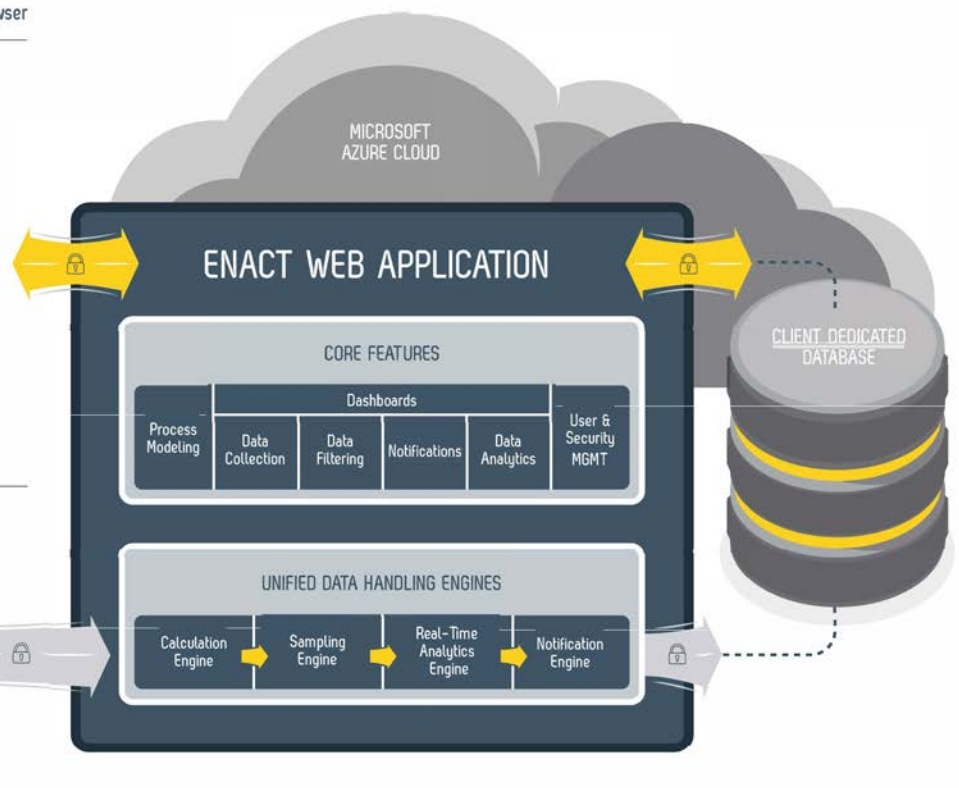 MICROSOFT
AZURE CLOUD
ENACT WEB APPLICATION
CLIENT DEDICATED
DATABASE
CORE FEATURES
Process
Modeling
Dashboards
Data
Collection
Data
Filtering
Notifications
Data
Analytics
User &
Security
MGMT
UNIFIED DATA HANDLING ENGINES
Calculation
Engine
Sampling
Engine
Real-Time
Analytics
Engine
Notification
Engine